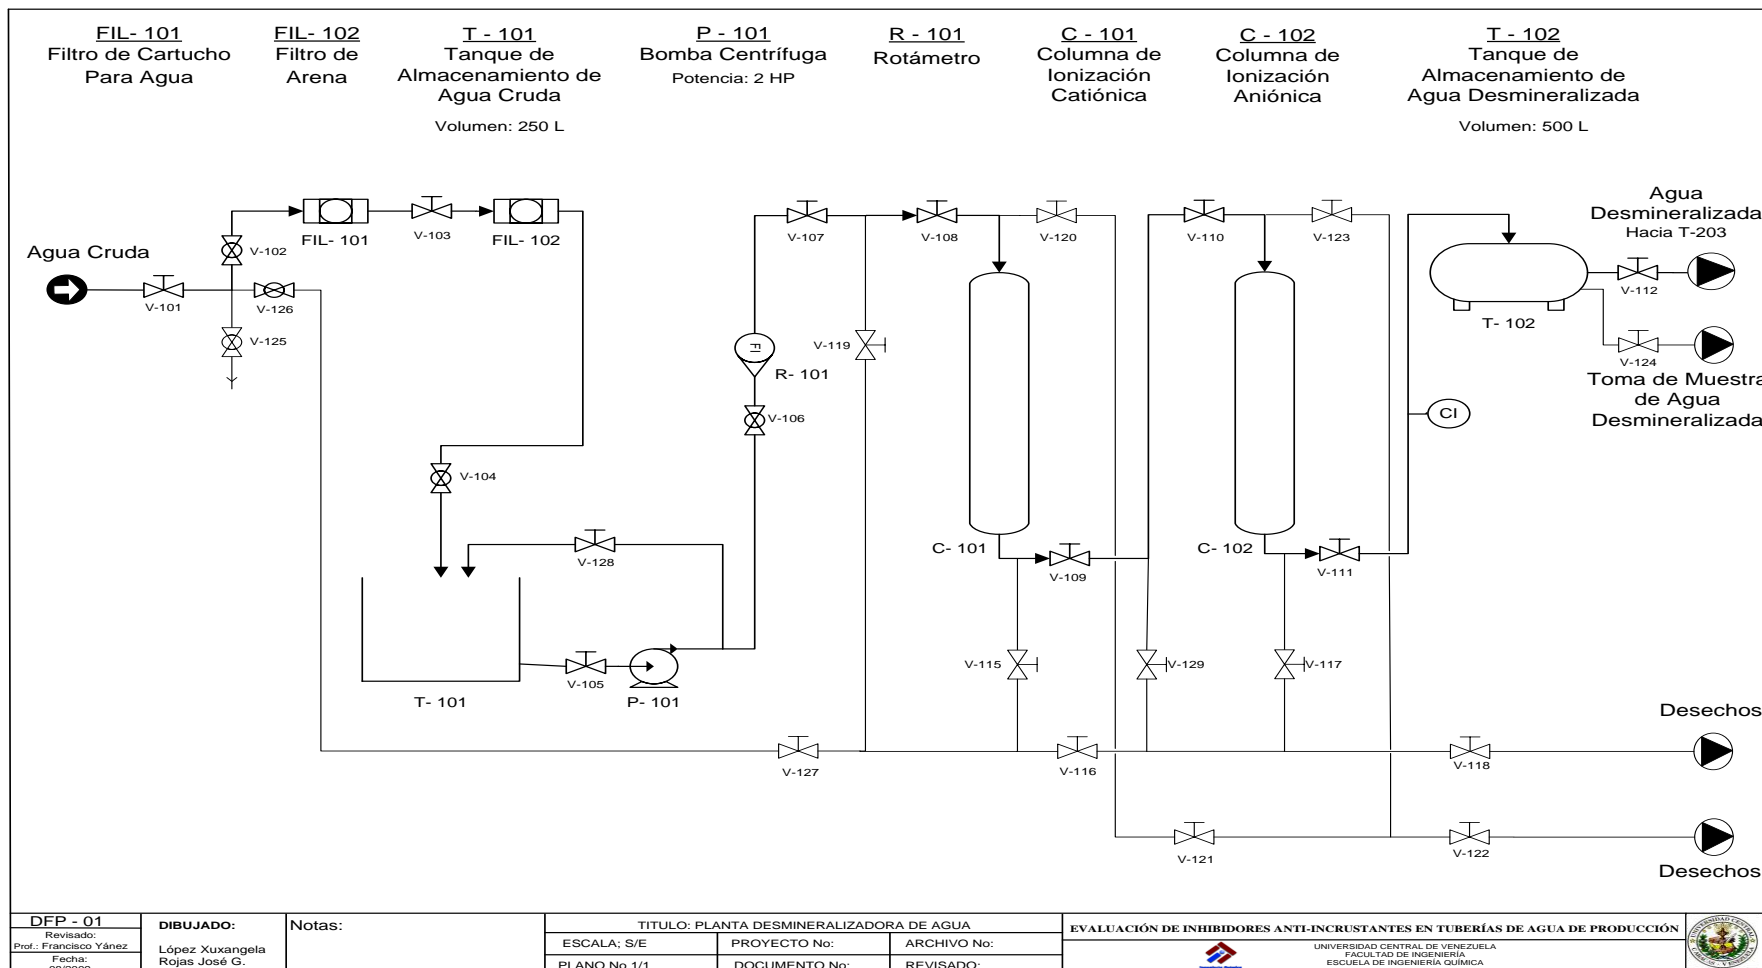 FIL- 101
Filtro de Cartucho
Para Agua
FIL- 102
Filtro de
Arena
T - 101
Tanque de
Almacenamiento de
Agua Cruda
Volumen: 250 L
P - 101
Bomba Centrífuga
Potencia: 2 HP
R - 101
Rotámetro
C - 101
Columna de
Ionización
Catiónica
C - 102
Columna de
Ionización
Aniónica
T - 102
Tanque de
Almacenamiento de
Agua Desmineralizada
Volumen: 500 L
Agua Cruda
V-101
V-102
V-126
V-125
FIL- 101
V-103
FIL- 102
V-104
V-128
T- 101
V-105
P- 101
V-106
FI
R- 101
V-107
V-119
V-108
V-120
C- 101
V-109
V-110
V-123
C- 102
V-111
CI
T- 102
Agua
Desmineralizada
Hacia T-203
V-112
V-124
Toma de Muestra
de Agua
Desmineralizada
V-115
V-129
V-117
V-127
V-116
V-118
Desechos
V-121
V-122
Desechos
DFP - 01
Revisado:
Prof.: Francisco Yánez
Fecha:
DIBUJADO:
López Xuxangela
Rojas José G.
Notas:
TITULO: PLANTA DESMINERALIZADORA DE AGUA
ESCALA; S/E
PROYECTO No:
ARCHIVO No:
PLANO No 1/1
DOCUMENTO No:
REVISADO:
EVALUACIÓN DE INHIBIDORES ANTI-INCRUSTANTES EN TUBERÍAS DE AGUA DE PRODUCCIÓN
UNIVERSIDAD CENTRAL DE VENEZUELA
FACULTAD DE INGENIERÍA
ESCUELA DE INGENIERÍA QUÍMICA